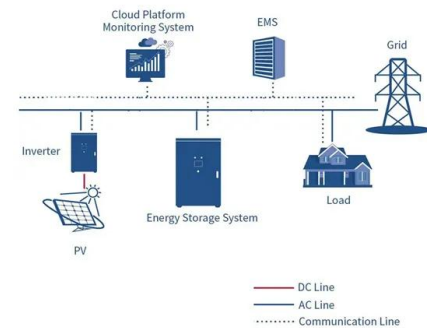 Cloud Platform
Monitoring System
EMS
Grid
Inverter
Energy Storage System
Load
PV
DC Line
AC Line
Communication Line